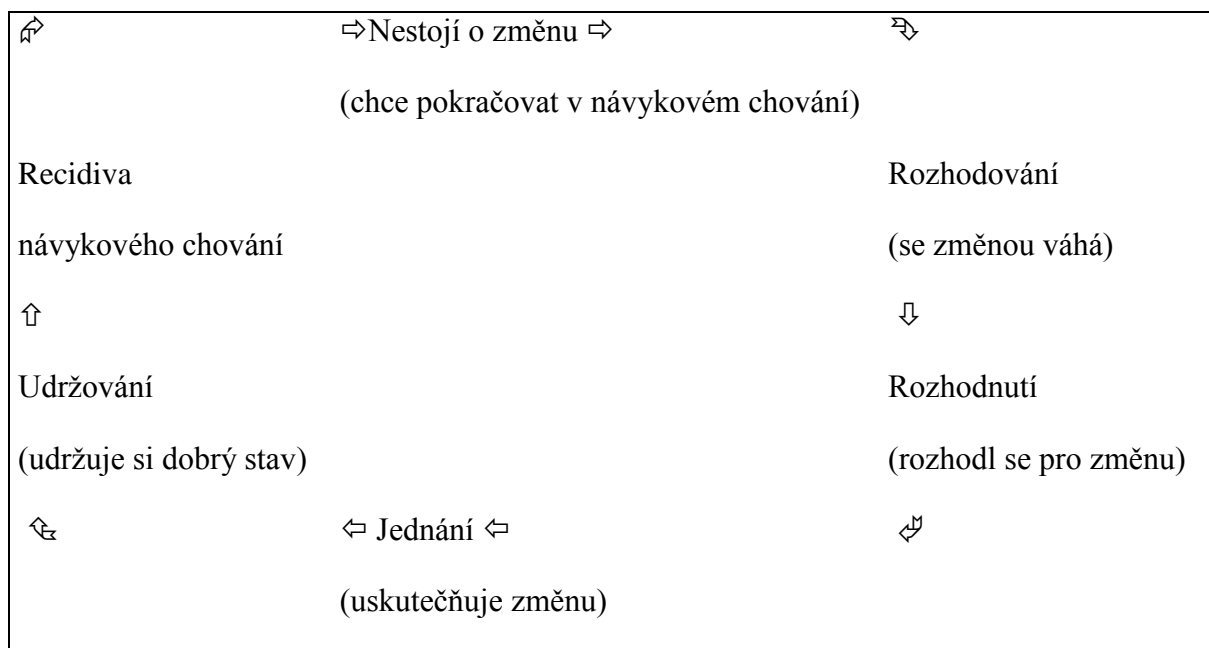 ⇨Nestojí o změnu ⇨
(chce pokračovat v návykovém chování)
Recidiva Rozhodování
návykového chování (se změnou váhá)
⇧ ⇩
Udržování Rozhodnutí
(udržuje si dobrý stav) (rozhodl se pro změnu)
⇦ Jednání ⇦
(uskutečňuje změnu)